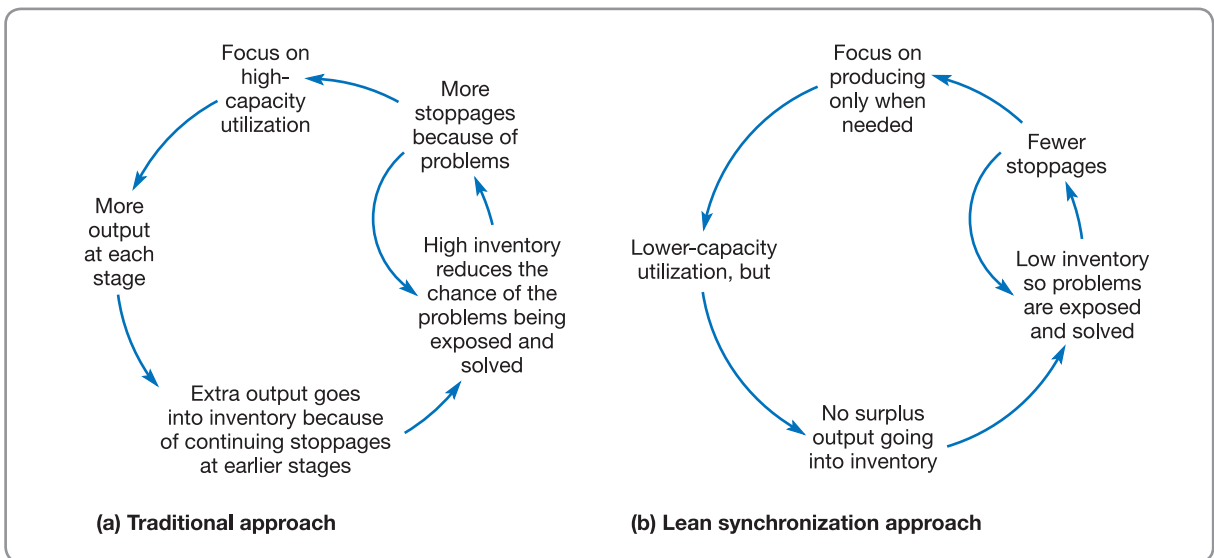 Focus on
high-
capacity
utilization
More
stoppages
because of
problems
More
output
at each
stage
High inventory
reduces the
chance of the
problems being
exposed and
solved
Extra output goes
into inventory because
of continuing stoppages
at earlier stages
(a) Traditional approach
Focus on
producing
only when
needed
Fewer
stoppages
Lower-capacity
utilization, but
Low inventory
so problems
are exposed
and solved
No surplus
output going
into inventory
(b) Lean synchronization approach